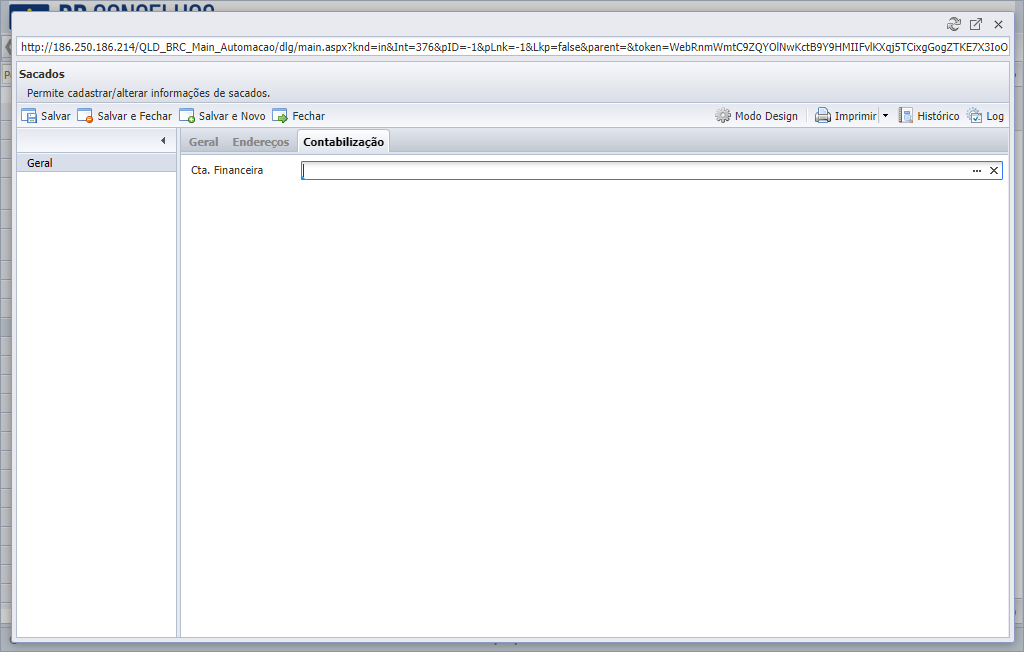 http://186.250.186.214/QLD_BRC_Main_Automacao/dlg/main.aspx?knd=in&Int=376&pID=-1&pLnk=-1&Lkp=false&parent=&token=WebRnmWmtC9ZQYOlNwKctB9Y9HMIIFvlKXqj5TCixgGogZTKE7X3IoO
Sacados
Permite cadastrar/alterar informações de sacados.
Salvar Salvar e Fechar Salvar e Novo Fechar Modo Design Imprimir Histórico Log
Geral Endereços Contabilização
Geral
Cta. Financeira